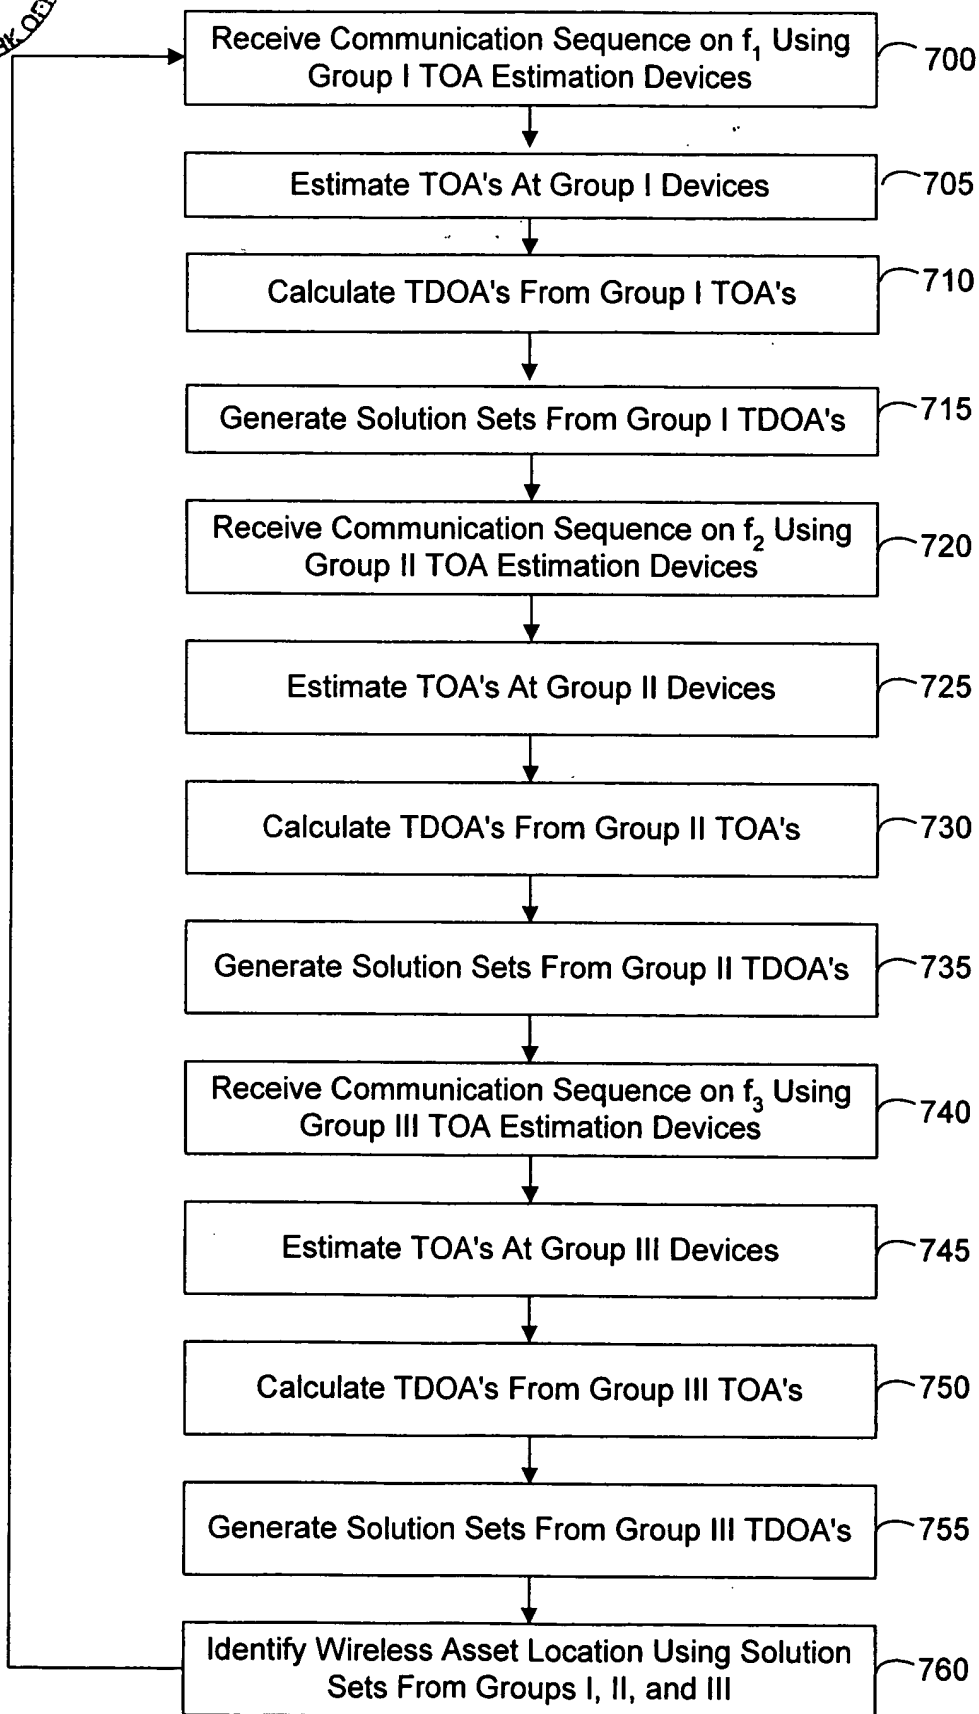 Receive Communication Sequence on f₁ Using
Group I TOA Estimation Devices
700
Estimate TOA's At Group I Devices
705
Calculate TDOA's From Group I TOA's
710
Generate Solution Sets From Group I TDOA's
715
Receive Communication Sequence on f₂ Using
Group II TOA Estimation Devices
720
Estimate TOA's At Group II Devices
725
Calculate TDOA's From Group II TOA's
730
Generate Solution Sets From Group II TDOA's
735
Receive Communication Sequence on f₃ Using
Group III TOA Estimation Devices
740
Estimate TOA's At Group III Devices
745
Calculate TDOA's From Group III TOA's
750
Generate Solution Sets From Group III TDOA's
755
Identify Wireless Asset Location Using Solution
Sets From Groups I, II, and III
760